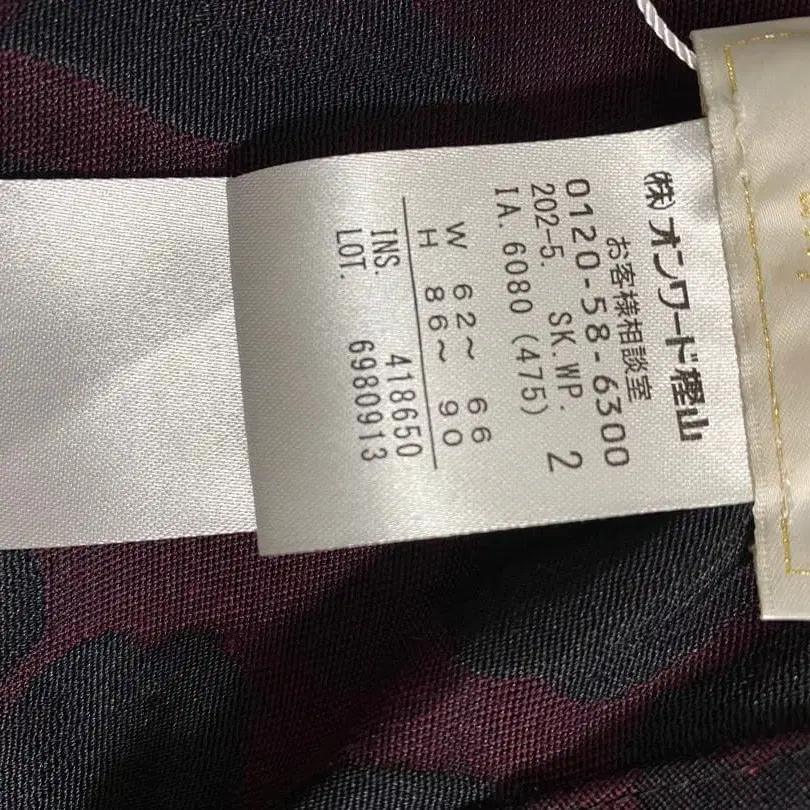 ㈱オンワード樫山
お客様相談室
0120-58-6300
202-5. SK.WP. 2
IA.6080(475)
W 62～ 66
H 86～ 90
INS. 418650
LOT. 6980913